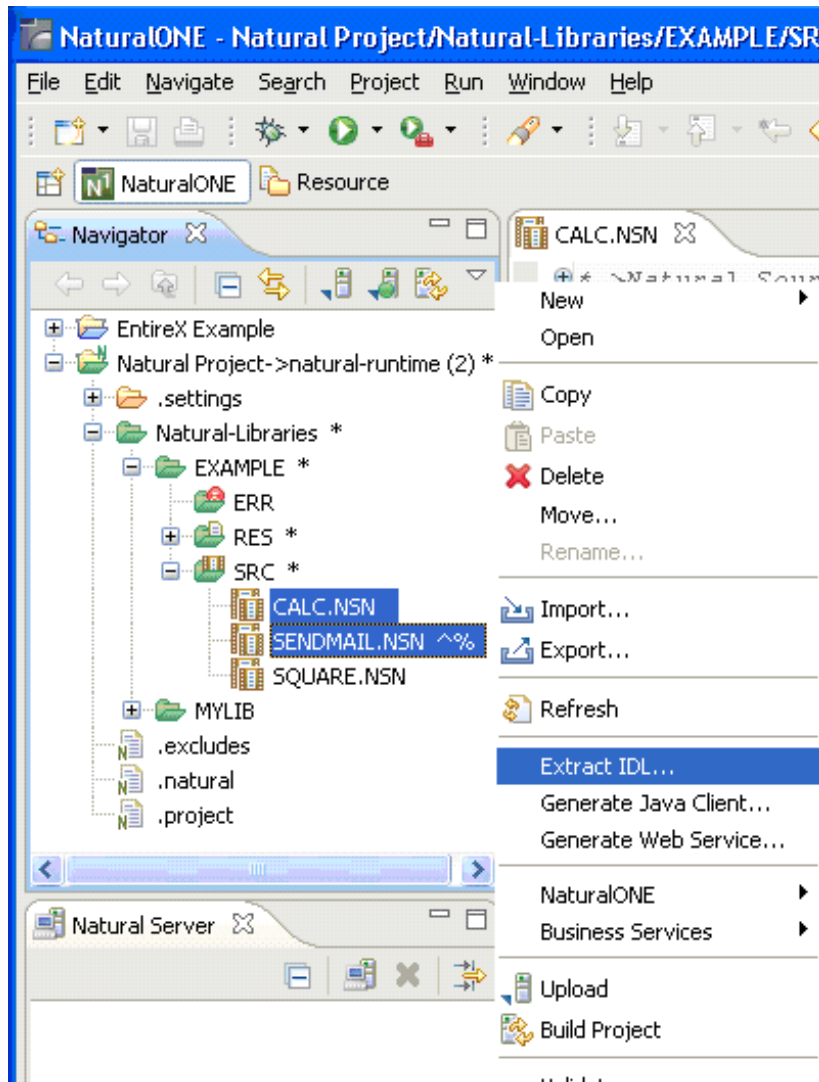 NaturalONE - Natural Project/Natural-Libraries/EXAMPLE/SR
File Edit Navigate Search Project Run Window Help
NaturalONE Resource
Navigator
CALC.NSN
EntireX Example
Natural Project->natural-runtime (2) *
.settings
Natural-Libraries *
EXAMPLE *
ERR
RES *
SRC *
CALC.NSN
SENDMAIL.NSN ^%
SQUARE.NSN
MYLIB
.excludes
.natural
.project
Natural Server
New
Open
Copy
Paste
Delete
Move...
Rename...
Import...
Export...
Refresh
Extract IDL...
Generate Java Client...
Generate Web Service...
NaturalONE
Business Services
Upload
Build Project